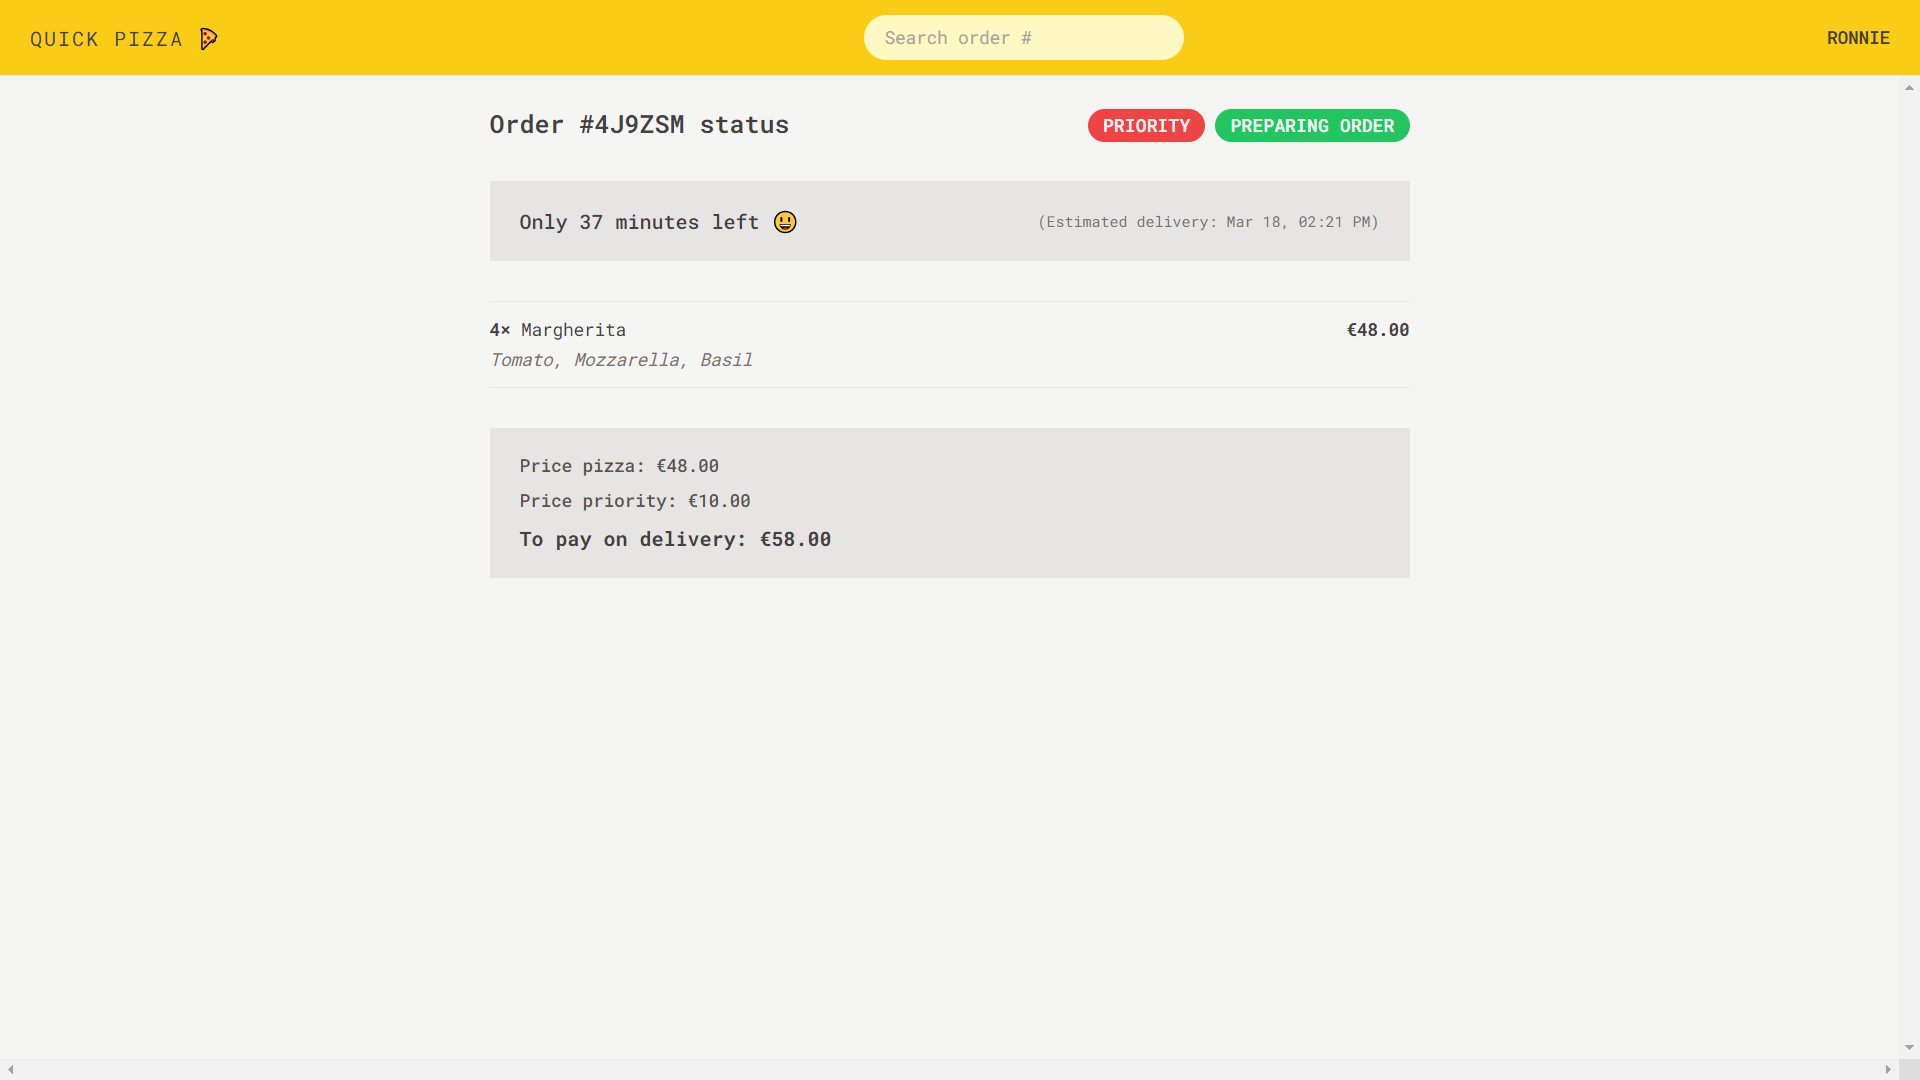 QUICK PIZZA
Search order #
RONNIE
Order #4J9ZSM status
PRIORITY
PREPARING ORDER
Only 37 minutes left 😀
(Estimated delivery: Mar 18, 02:21 PM)
4× Margherita
€48.00
Tomato, Mozzarella, Basil
Price pizza: €48.00
Price priority: €10.00
To pay on delivery: €58.00